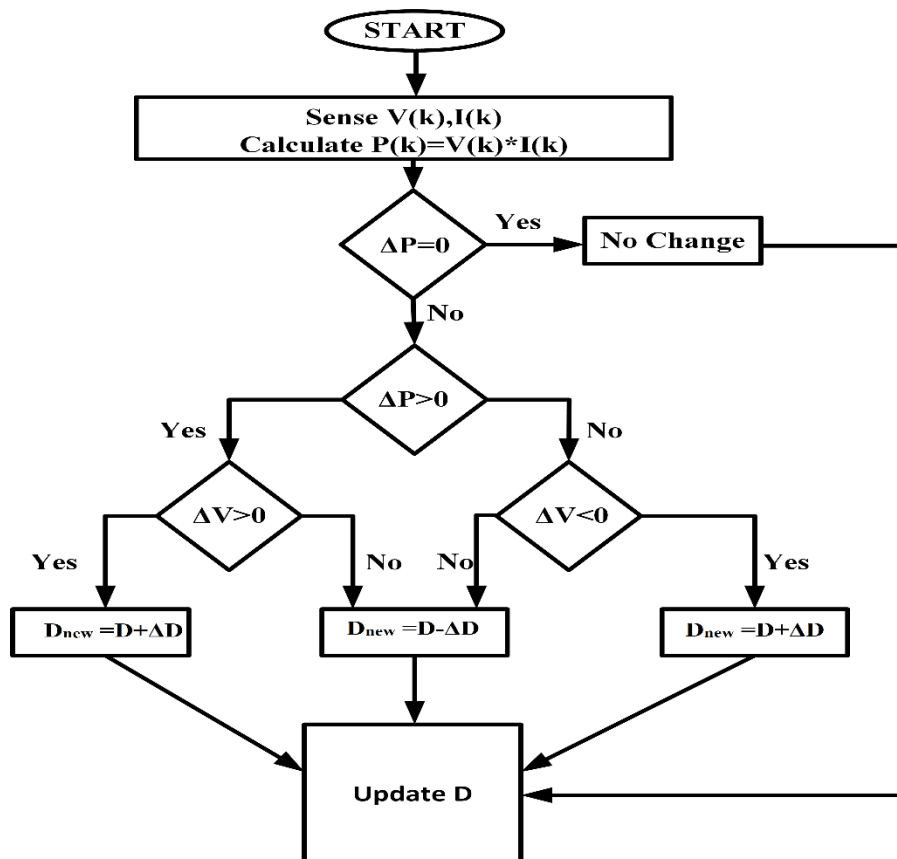 START
Sense V(k),I(k)
Calculate P(k)=V(k)*I(k)
ΔP=0
Yes
No Change
No
ΔP>0
Yes
No
ΔV>0
ΔV<0
Yes
No
No
Yes
Dnew =D+ΔD
Dnew =D-ΔD
Dnew =D+ΔD
Update D